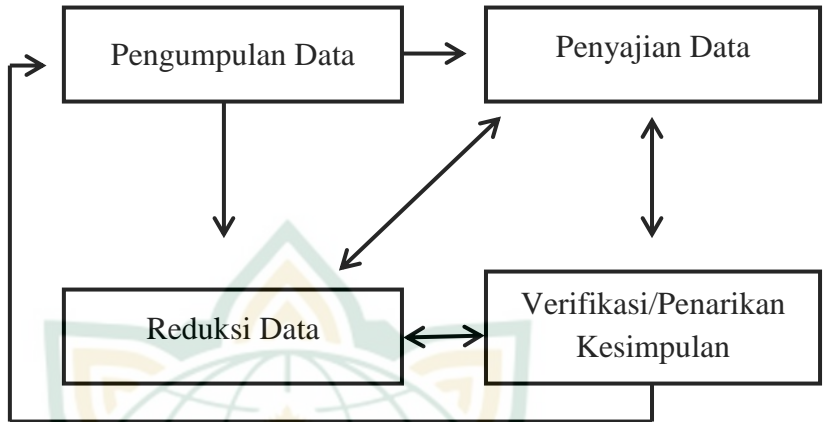 Pengumpulan Data
Penyajian Data
Reduksi Data
Verifikasi/Penarikan
Kesimpulan